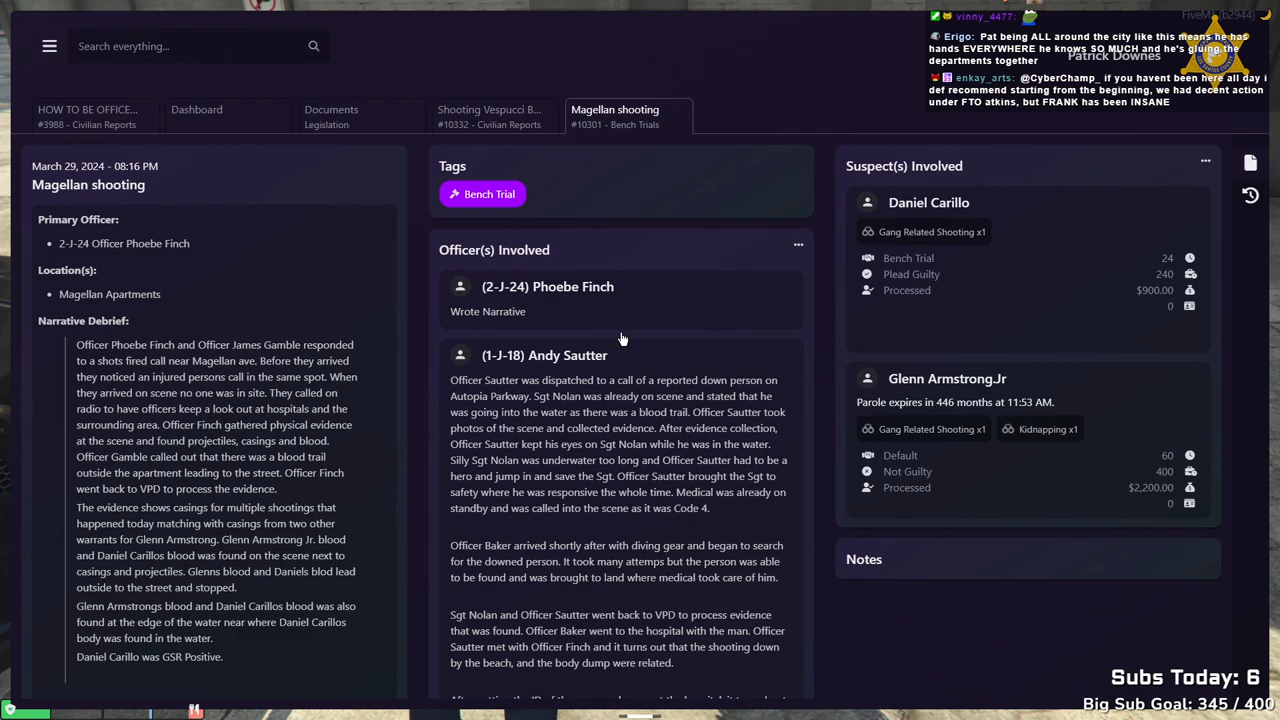 vinny_4477:
FiveM (b2944)
Erigo: Pat being ALL around the city like this means he has
hands EVERYWHERE he knows SO MUCH and he's gluing the
departments together
Patrick Downes
enkay_arts: @CyberChamp_ if you havent been here all day i
def recommend starting from the beginning, we had decent action
under FTO atkins, but FRANK has been INSANE
Search everything...
HOW TO BE OFFICE...
#3988 - Civilian Reports
Dashboard
Documents
Legislation
Shooting Vespucci B...
#10332 - Civilian Reports
Magellan shooting
#10301 - Bench Trials
March 29, 2024 - 08:16 PM
Magellan shooting
Primary Officer:
2-J-24 Officer Phoebe Finch
Location(s):
Magellan Apartments
Narrative Debrief:
Officer Phoebe Finch and Officer James Gamble responded
to a shots fired call near Magellan ave. Before they arrived
they noticed an injured persons call in the same spot. When
they arrived on scene no one was in site. They called on
radio to have officers keep a look out at hospitals and the
surrounding area. Officer Finch gathered physical evidence
at the scene and found projectiles, casings and blood.
Officer Gamble called out that there was a blood trail
outside the apartment leading to the street. Officer Finch
went back to VPD to process the evidence.
The evidence shows casings for multiple shootings that
happened today matching with casings from two other
warrants for Glenn Armstrong. Glenn Armstrong Jr. blood
and Daniel Carillos blood was found on the scene next to
casings and projectiles. Glenns blood and Daniels blod lead
outside to the street and stopped.
Glenn Armstrongs blood and Daniel Carillos blood was also
found at the edge of the water near where Daniel Carillos
body was found in the water.
Daniel Carillo was GSR Positive.
Tags
Bench Trial
Officer(s) Involved
(2-J-24) Phoebe Finch
Wrote Narrative
(1-J-18) Andy Sautter
Officer Sautter was dispatched to a call of a reported down person on
Autopia Parkway. Sgt Nolan was already on scene and stated that he
was going into the water as there was a blood trail. Officer Sautter took
photos of the scene and collected evidence. After evidence collection,
Officer Sautter kept his eyes on Sgt Nolan while he was in the water.
Silly Sgt Nolan was underwater too long and Officer Sautter had to be a
hero and jump in and save the Sgt. Officer Sautter brought the Sgt to
safety where he was responsive the whole time. Medical was already on
standby and was called into the scene as it was Code 4.
Officer Baker arrived shortly after with diving gear and began to search
for the downed person. It took many attemps but the person was able
to be found and was brought to land where medical took care of him.
Sgt Nolan and Officer Sautter went back to VPD to process evidence
that was found. Officer Baker went to the hospital with the man. Officer
Sautter met with Officer Finch and it turns out that the shooting down
by the beach, and the body dump were related.
Suspect(s) Involved
Daniel Carillo
Gang Related Shooting x1
Bench Trial 24
Plead Guilty 240
Processed $900.00
0
Glenn Armstrong.Jr
Parole expires in 446 months at 11:53 AM.
Gang Related Shooting x1
Kidnapping x1
Default 60
Not Guilty 400
Processed $2,200.00
0
Notes
Subs Today: 6
Big Sub Goal: 345 / 400